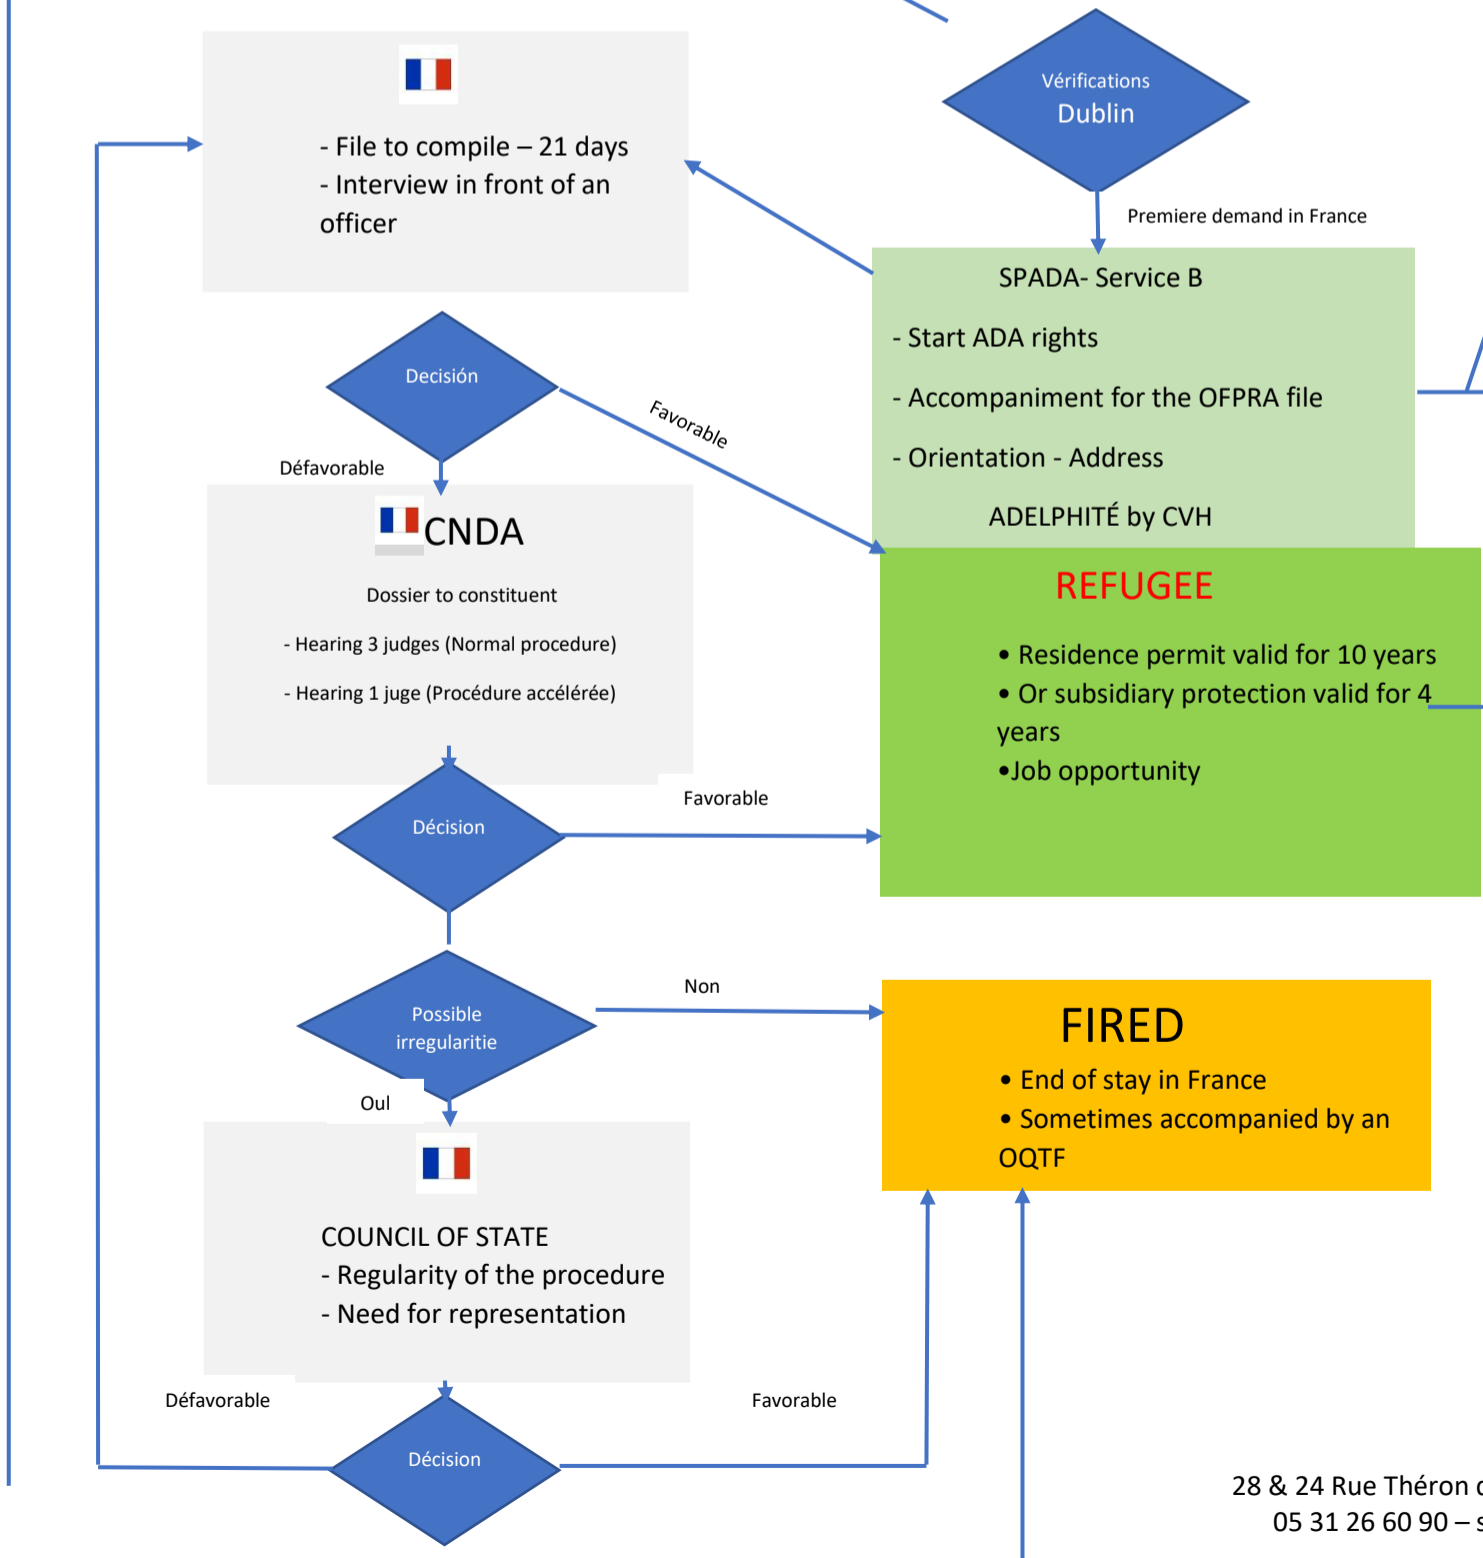 Vérifications
Dublin
- File to compile – 21 days
- Interview in front of an
officer
Premiere demand in France
SPADA- Service B
- Start ADA rights
- Accompaniment for the OFPRA file
- Orientation - Address
ADELPHITÉ by CVH
Decisión
Favorable
Défavorable
CNDA
Dossier to constituent
- Hearing 3 judges (Normal procedure)
- Hearing 1 juge (Procédure accélérée)
REFUGEE
• Residence permit valid for 10 years
• Or subsidiary protection valid for 4
years
•Job opportunity
Favorable
Décision
Possible
irregularitie
Non
FIRED
• End of stay in France
• Sometimes accompanied by an
OQTF
Oul
COUNCIL OF STATE
- Regularity of the procedure
- Need for representation
Défavorable
Favorable
Décision
28 & 24 Rue Théron
05 31 26 60 90 –